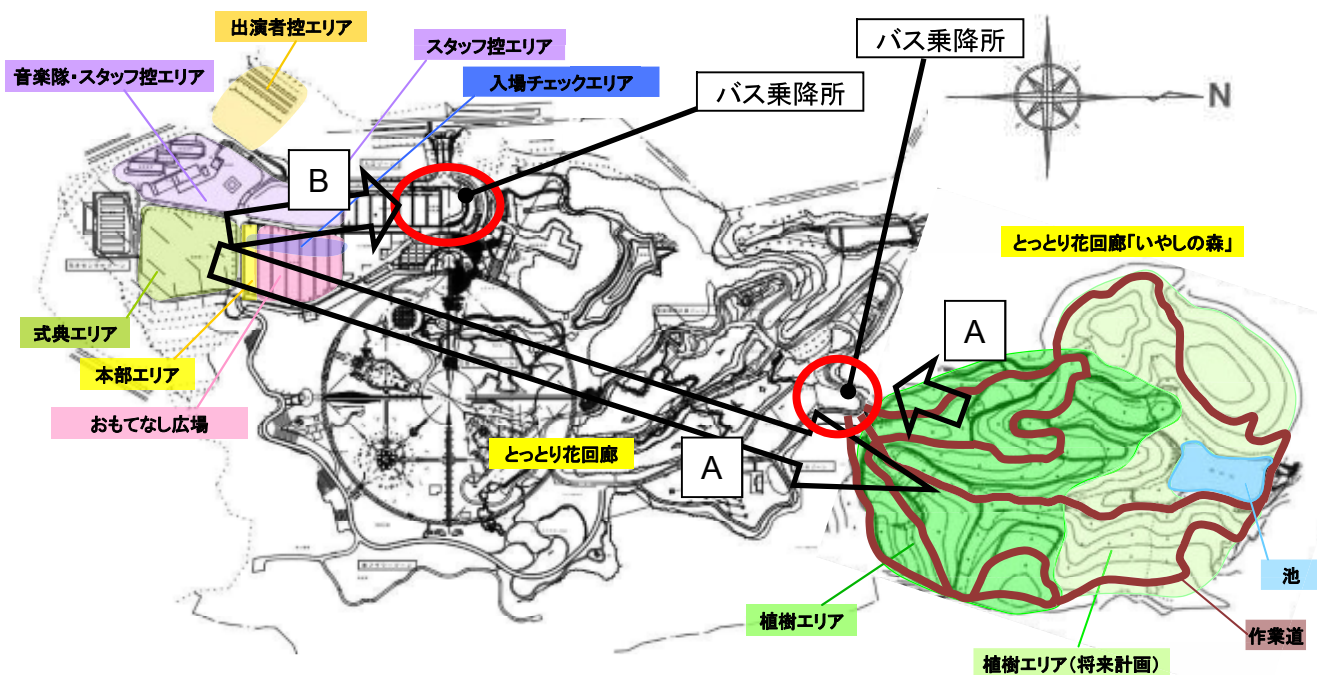 出演者控エリア
スタッフ控エリア
バス乗降所
音楽隊・スタッフ控エリア
入場チェックエリア
バス乗降所
N
B
とっとり花回廊「いやしの森」
式典エリア
A
本部エリア
おもてなし広場
とっとり花回廊
A
池
植樹エリア
作業道
植樹エリア(将来計画)